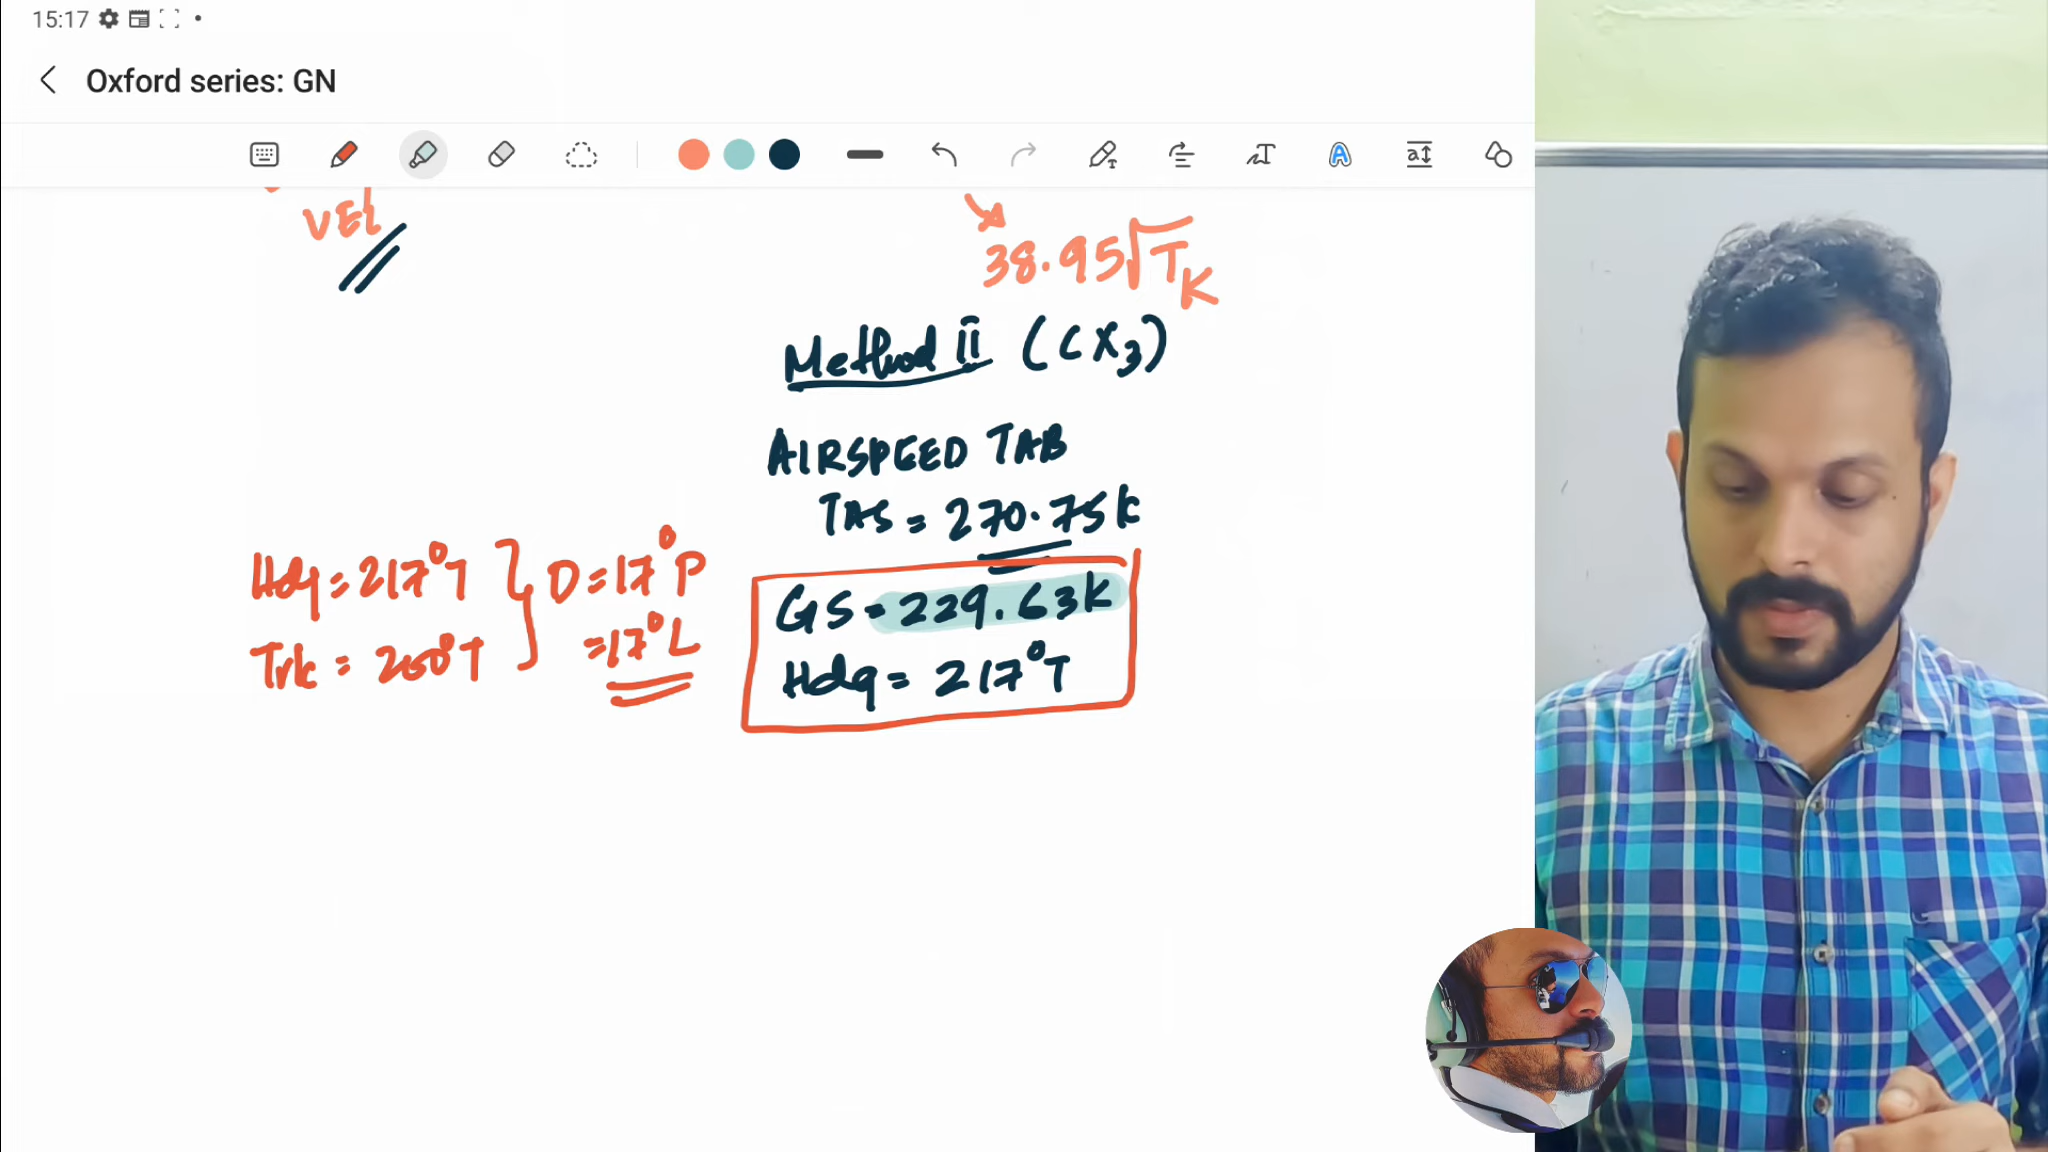 15:17
Oxford series: GN
VEL
38.95√T_K
Method II (CX3)
AIRSPEED TAB
TAS = 270.75k
GS = 229.63k
Hdg = 217°T
Hdg = 217°T } D = 17°P
Trk = 200°T = 17°L